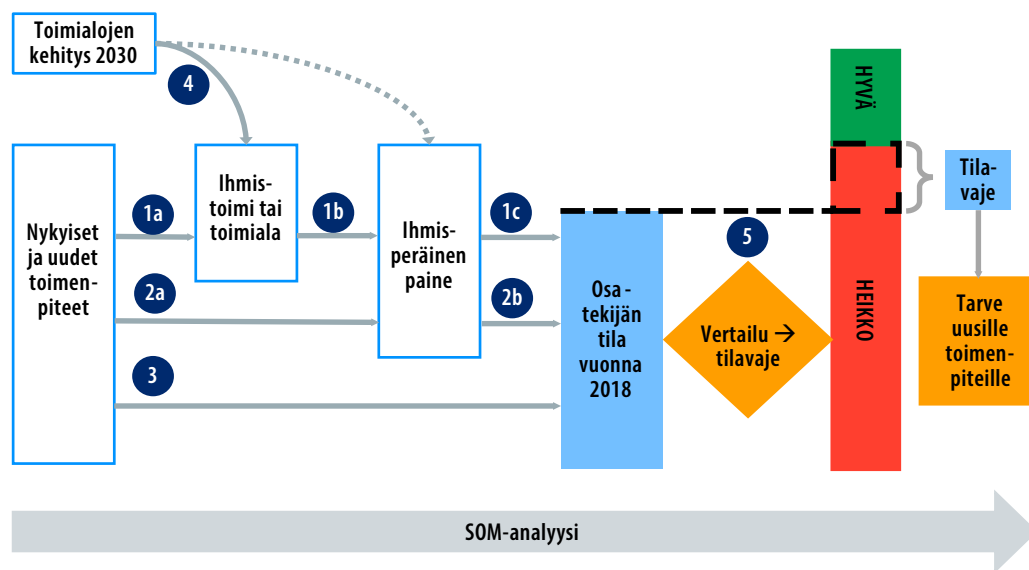 Toimialojen
kehitys 2030
4
HYVÄ
Nykyiset
ja uudet
toimen-
piteet
1a
Ihmis-
toimi tai
toimiala
1b
Ihmis-
peräinen
paine
1c
2a
2b
3
Osa-
tekijän
tila
vuonna
2018
5
Vertailu →
tilavaje
HEIKKO
Tila-
vaje
Tarve
uusille
toimen-
piteille
SOM-analyysi